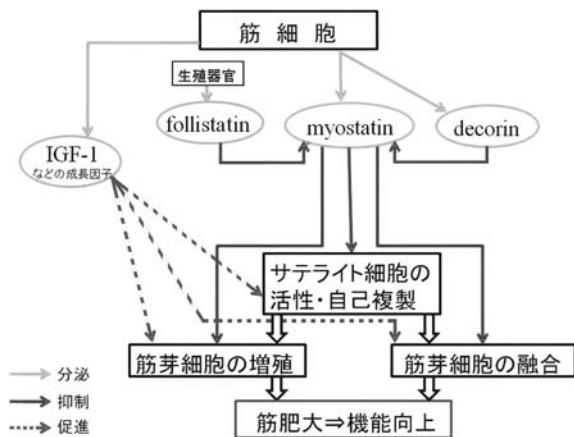 筋 細 胞
生殖器官
follistatin
myostatin
decorin
IGF-1
などの成長因子
サテライト細胞の
活性・自己複製
筋芽細胞の増殖
筋芽細胞の融合
筋肥大⇒機能向上
分泌
抑制
促進